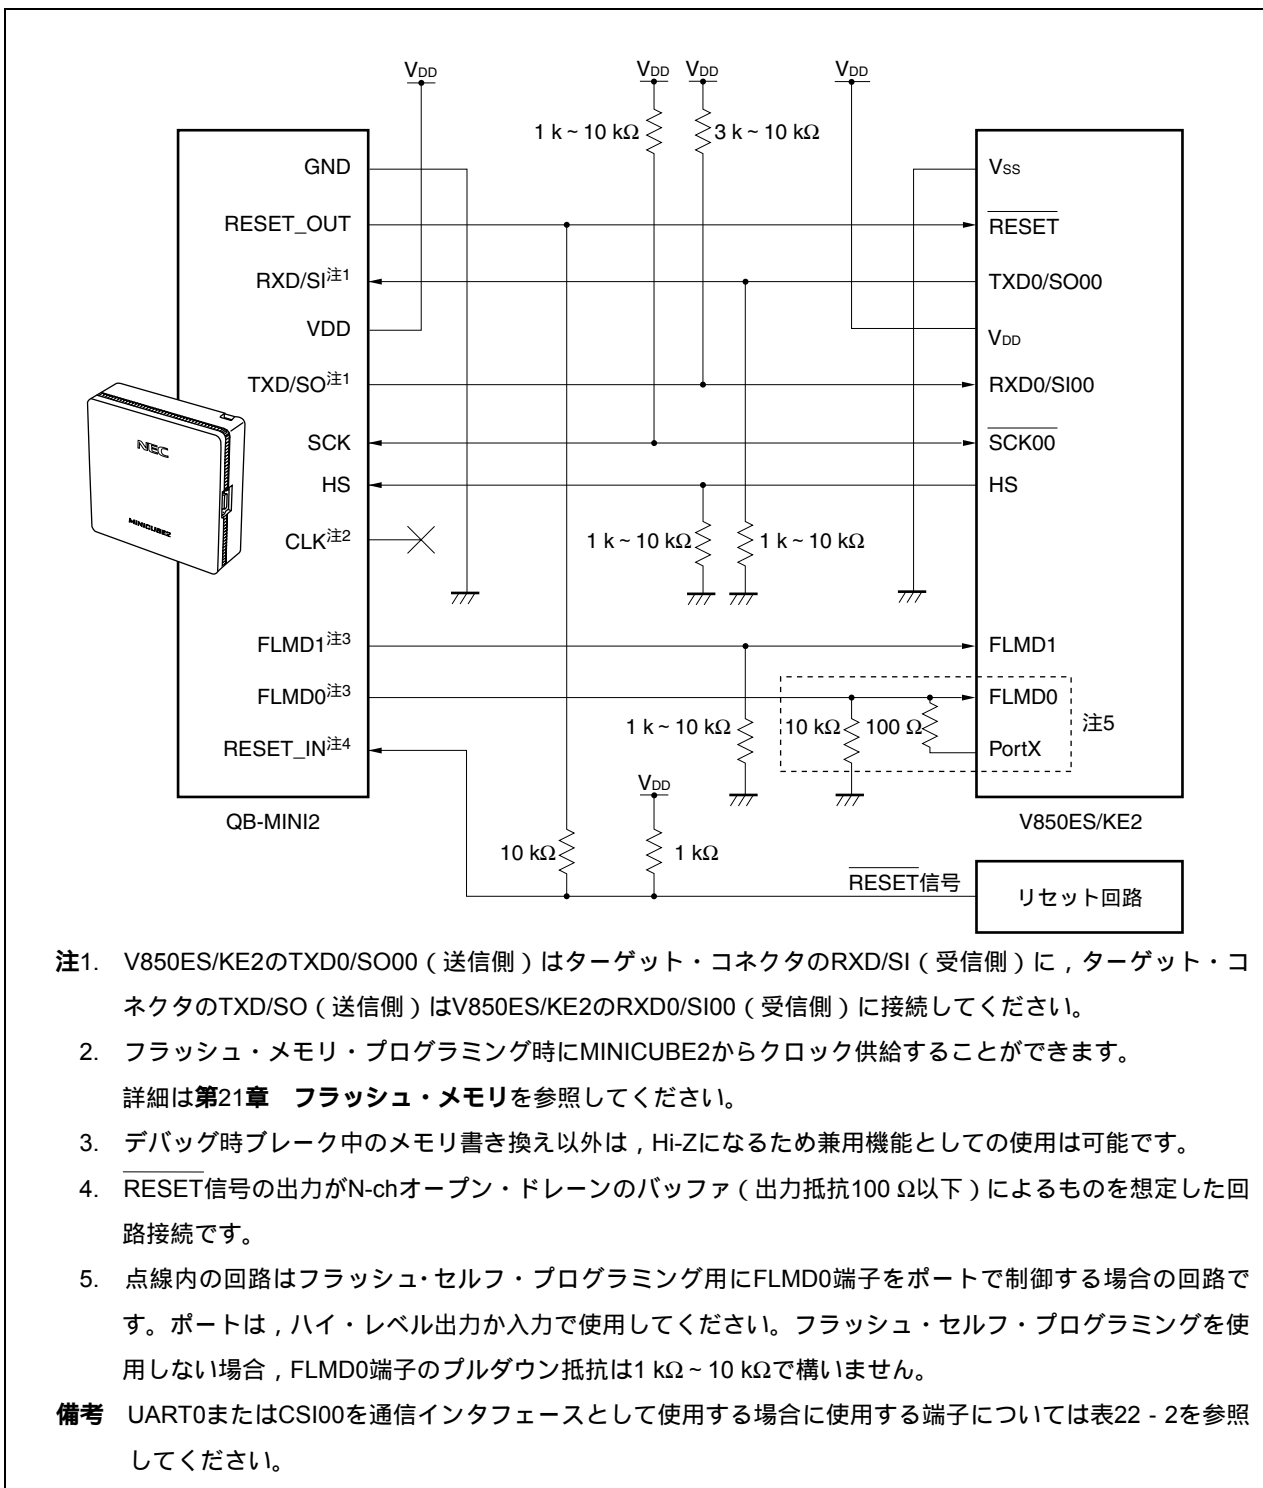 VDD
VDD VDD
VDD
1 k ~ 10 kΩ
3 k ~ 10 kΩ
GND
VSS
RESET_OUT
RESET
RXD/SI注1
TXD0/SO00
VDD
VDD
TXD/SO注1
RXD0/SI00
SCK
SCK00
HS
HS
NEC
MINICUBE2
CLK注2
1 k ~ 10 kΩ
1 k ~ 10 kΩ
FLMD1注3
FLMD1
FLMD0注3
FLMD0
1 k ~ 10 kΩ
10 kΩ
100 Ω
注5
RESET_IN注4
PortX
VDD
QB-MINI2
V850ES/KE2
10 kΩ
1 kΩ
RESET信号
リセット回路
注1. V850ES/KE2のTXD0/SO00（送信側）はターゲット・コネクタのRXD/SI（受信側）に，ターゲット・コ
ネクタのTXD/SO（送信側）はV850ES/KE2のRXD0/SI00（受信側）に接続してください。
2. フラッシュ・メモリ・プログラミング時にMINICUBE2からクロック供給することができます。
詳細は第21章　フラッシュ・メモリを参照してください。
3. デバッグ時ブレーク中のメモリ書き換え以外は，Hi-Zになるため兼用機能としての使用は可能です。
4. RESET信号の出力がN-chオープン・ドレーンのバッファ（出力抵抗100 Ω以下）によるものを想定した回
路接続です。
5. 点線内の回路はフラッシュ・セルフ・プログラミング用にFLMD0端子をポートで制御する場合の回路で
す。ポートは，ハイ・レベル出力か入力で使用してください。フラッシュ・セルフ・プログラミングを使
用しない場合，FLMD0端子のプルダウン抵抗は1 kΩ ~ 10 kΩで構いません。
備考　UART0またはCSI00を通信インタフェースとして使用する場合に使用する端子については表22 - 2を参照
してください。